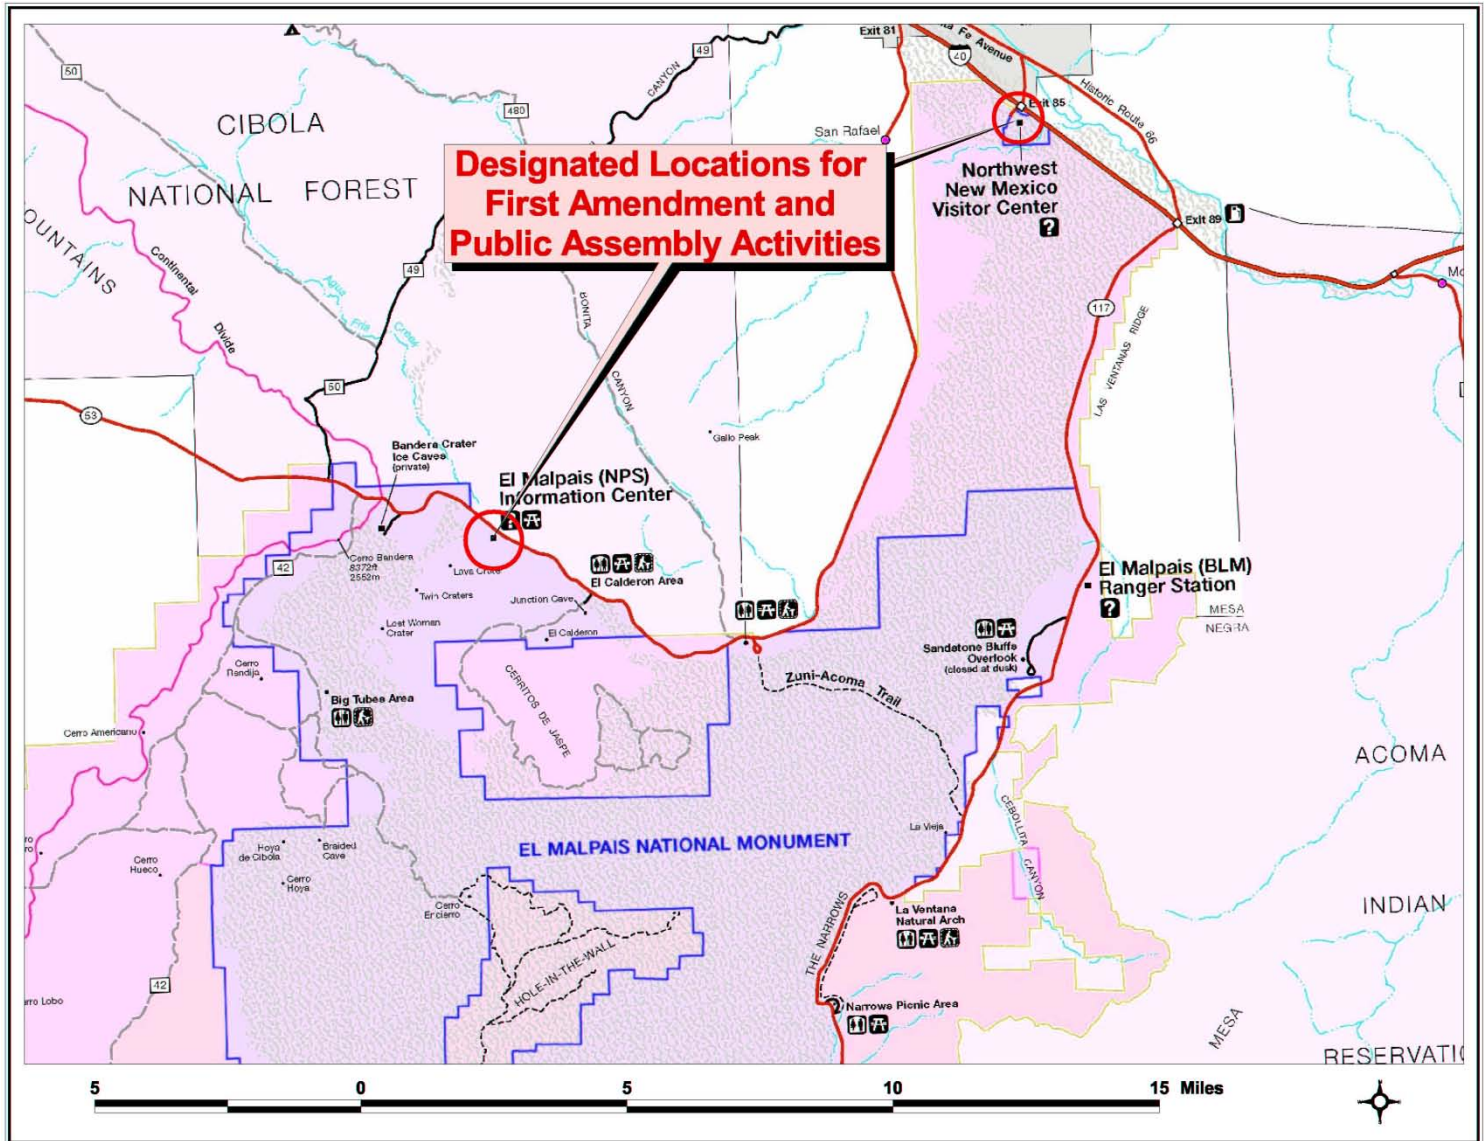 Exit 81
Fe Avenue
40
49
50
CANYON
480
Exit 85
Historic Route 66
CIBOLA
NATIONAL FOREST
San Rafael
Designated Locations for
First Amendment and
Public Assembly Activities
Northwest
New Mexico
Visitor Center
?
Exit 89
OUNTAINS
Continental
Divide
49
Agua
Fria
Creek
BONITA
CANYON
117
LAS VENTANAS RIDGE
50
53
Gallo Peak
Bandera Crater
Ice Caves
(private)
El Malpais (NPS)
Information Center
42
Cerro Bandera
8372ft
2552m
Lava Crater
El Calderon Area
Twin Craters
Junction Cave
Lost Woman
Crater
El Calderon
El Malpais (BLM)
Ranger Station
?
MESA
NEGRA
Sandstone Bluffs
Overlook
(closed at dusk)
Cerro
Rendija
Zuni-Acoma Trail
CERRITOS DE JASPE
Big Tubes Area
Cerro Americano
ACOMA
CEBOLLITA
CANYON
La Vieja
EL MALPAIS NATIONAL MONUMENT
Hoya
de Cibola
Braided
Cave
Cerro
Hueco
Cerro
Hoya
Cerro
Encierro
INDIAN
La Ventana
Natural Arch
THE NARROWS
HOLE-IN-THE-WALL
42
rro Lobo
Narrows Picnic Area
MESA
RESERVATI
5 0 5 10 15 Miles